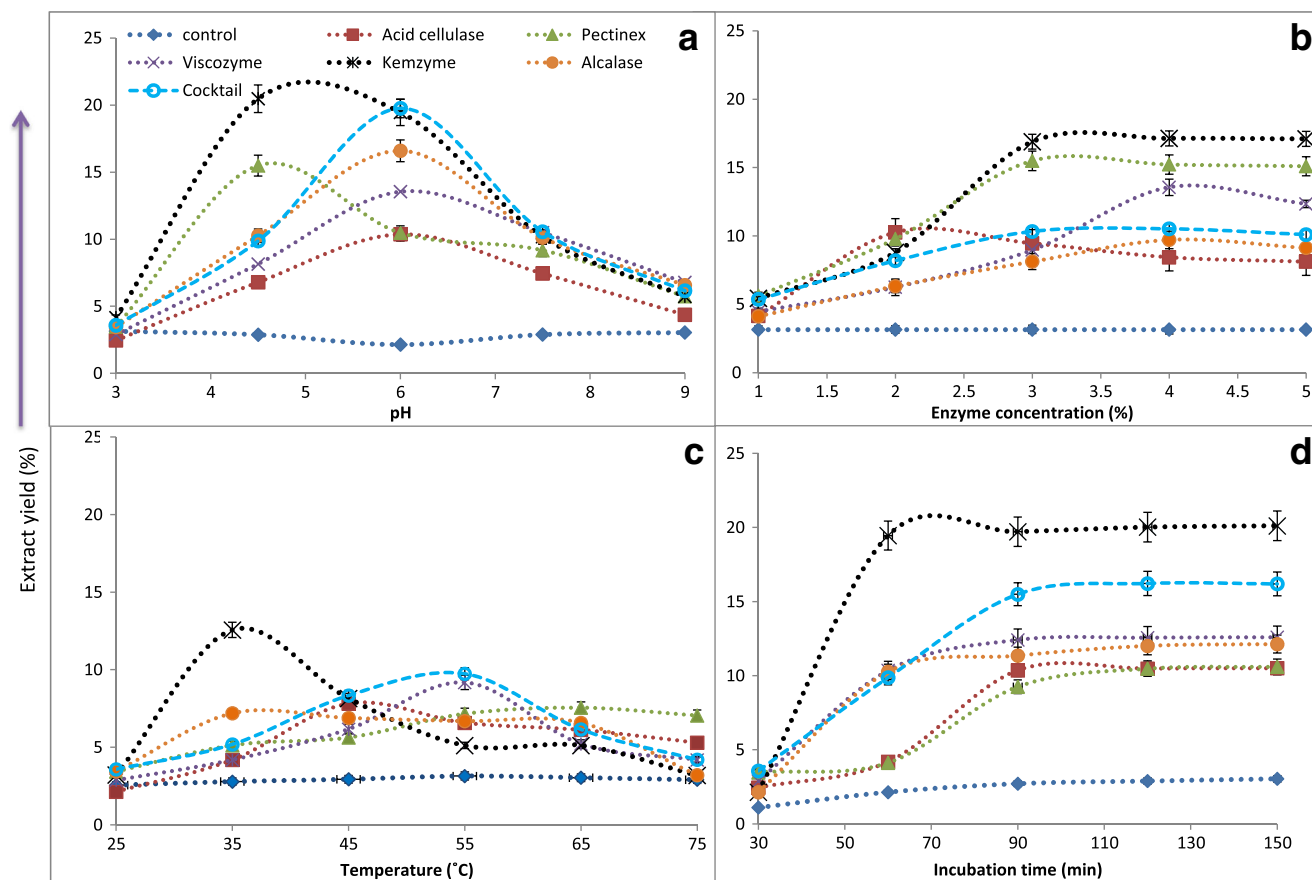 control Acid cellulase Pectinex
Viscozyme Kemzyme Alcalase
Cocktail
a
25
20
15
10
5
0
3 4 5 6 7 8 9
pH
b
25
20
15
10
5
0
1 1.5 2 2.5 3 3.5 4 4.5 5
Enzyme concentration (%)
Extract yield (%)
c
25
20
15
10
5
0
25 35 45 55 65 75
Temperature (˚C)
d
25
20
15
10
5
0
30 50 70 90 110 130 150
Incubation time (min)